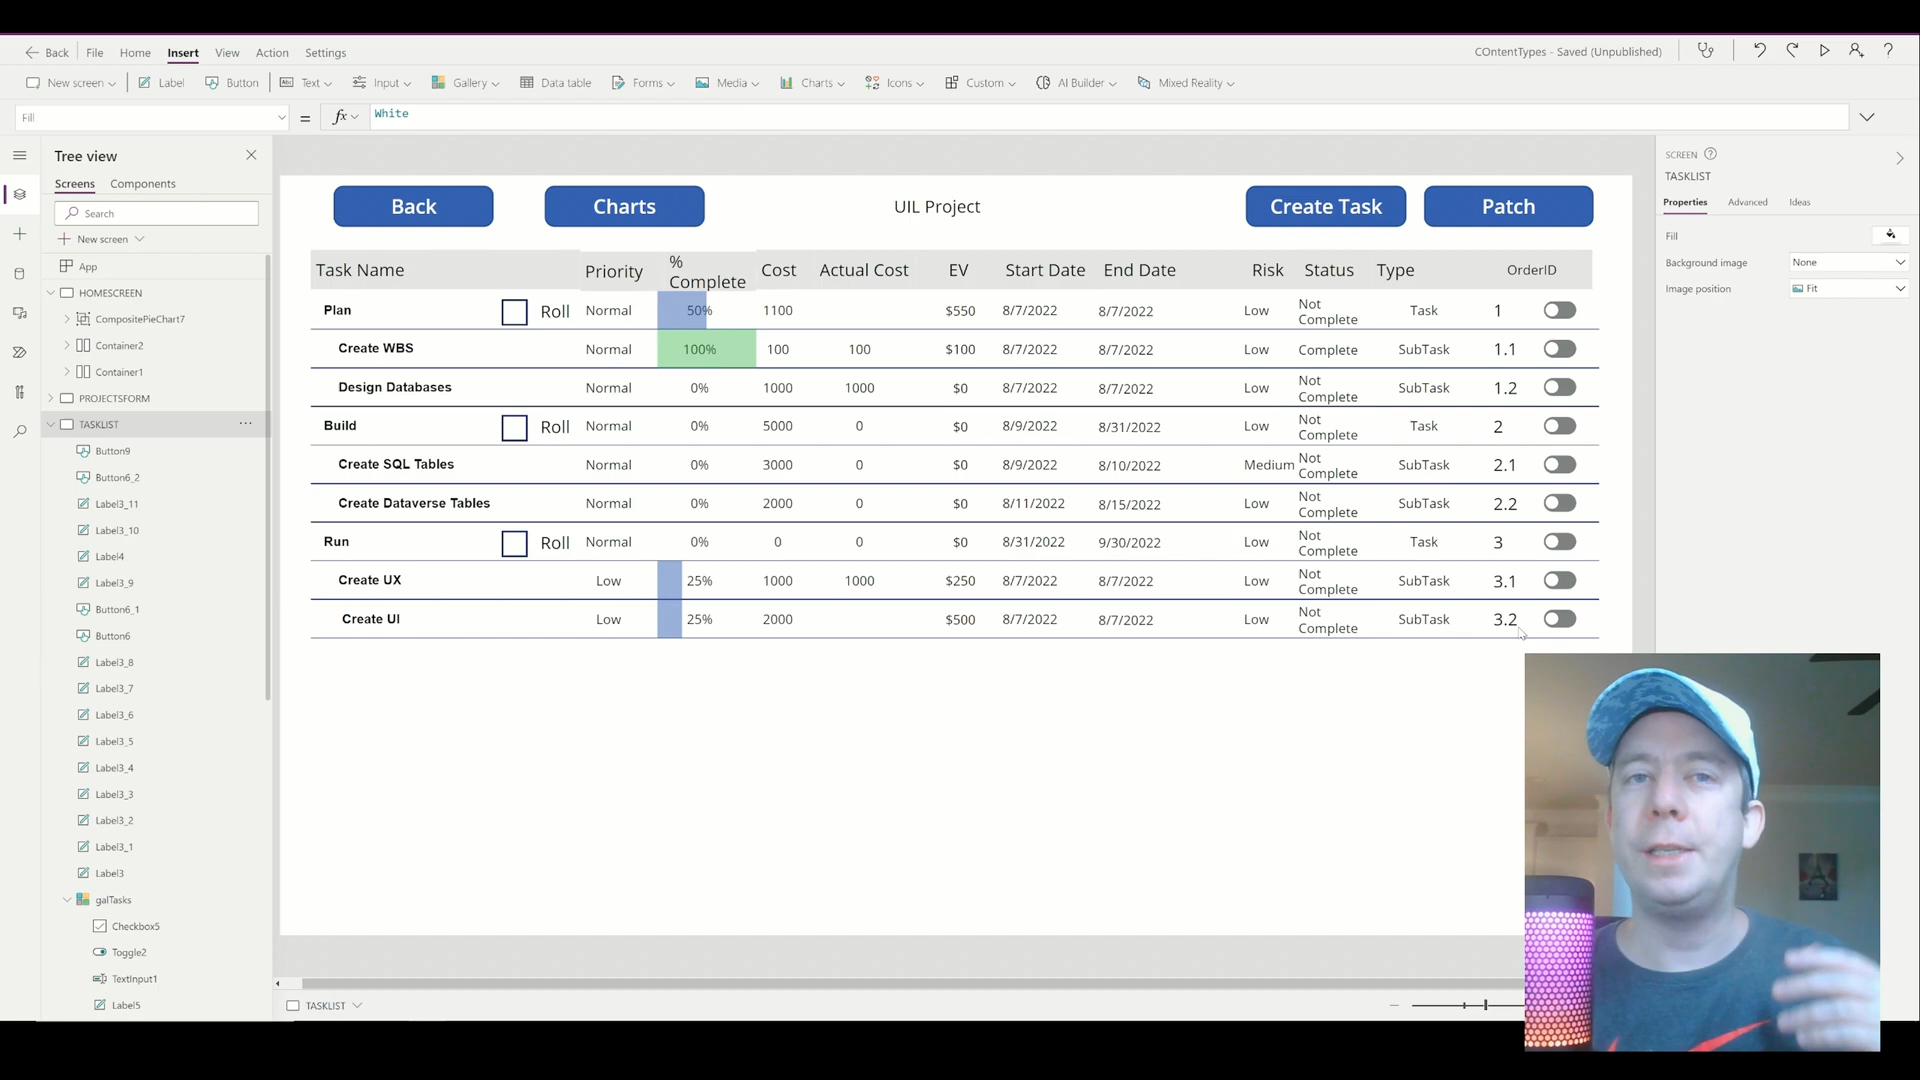 Back File Home Insert View Action Settings COntentTypes - Saved (Unpublished) ?
New screen Label Button Text Input Gallery Data table Forms Media Charts Icons Custom AI Builder Mixed Reality
Fill = fx White
Tree view
Screens Components
Search
New screen
App
HOMESCREEN
CompositePieChart7
Container2
Container1
PROJECTSFORM
TASKLIST ...
Button9
Button6_2
Label3_11
Label3_10
Label4
Label3_9
Button6_1
Button6
Label3_8
Label3_7
Label3_6
Label3_5
Label3_4
Label3_3
Label3_2
Label3_1
Label3
galTasks
Checkbox5
Toggle2
TextInput1
Label5
Back Charts UIL Project Create Task Patch
Task Name Priority % Complete Cost Actual Cost EV Start Date End Date Risk Status Type OrderID
Plan Roll Normal 50% 1100 $550 8/7/2022 8/7/2022 Low Not Complete Task 1
Create WBS Normal 100% 100 100 $100 8/7/2022 8/7/2022 Low Complete SubTask 1.1
Design Databases Normal 0% 1000 1000 $0 8/7/2022 8/7/2022 Low Not Complete SubTask 1.2
Build Roll Normal 0% 5000 0 $0 8/9/2022 8/31/2022 Low Not Complete Task 2
Create SQL Tables Normal 0% 3000 0 $0 8/9/2022 8/10/2022 Medium Not Complete SubTask 2.1
Create Dataverse Tables Normal 0% 2000 0 $0 8/11/2022 8/15/2022 Low Not Complete SubTask 2.2
Run Roll Normal 0% 0 0 $0 8/31/2022 9/30/2022 Low Not Complete Task 3
Create UX Low 25% 1000 1000 $250 8/7/2022 8/7/2022 Low Not Complete SubTask 3.1
Create UI Low 25% 2000 $500 8/7/2022 8/7/2022 Low Not Complete SubTask 3.2
TASKLIST
SCREEN ?
TASKLIST
Properties Advanced Ideas
Fill
Background image None
Image position Fit